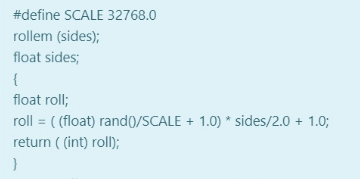 #define SCALE 32768.0
rollem (sides);
float sides;
{
float roll;
roll = ( (float) rand()/SCALE + 1.0) * sides/2.0 + 1.0;
return ( (int) roll);
}